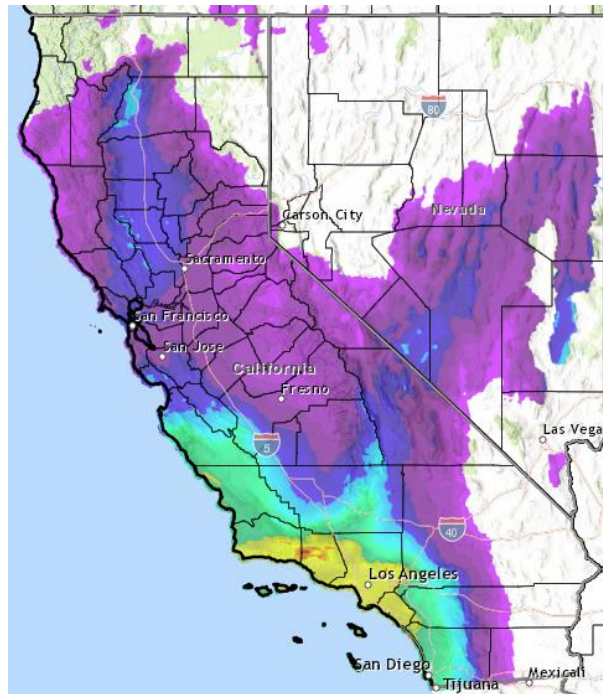 80
Carson City
Nevada
Sacramento
San Francisco
San Jose
California
Fresno
5
Las Vega
40
Los Angeles
San Diego
Tijuana
Mexicali